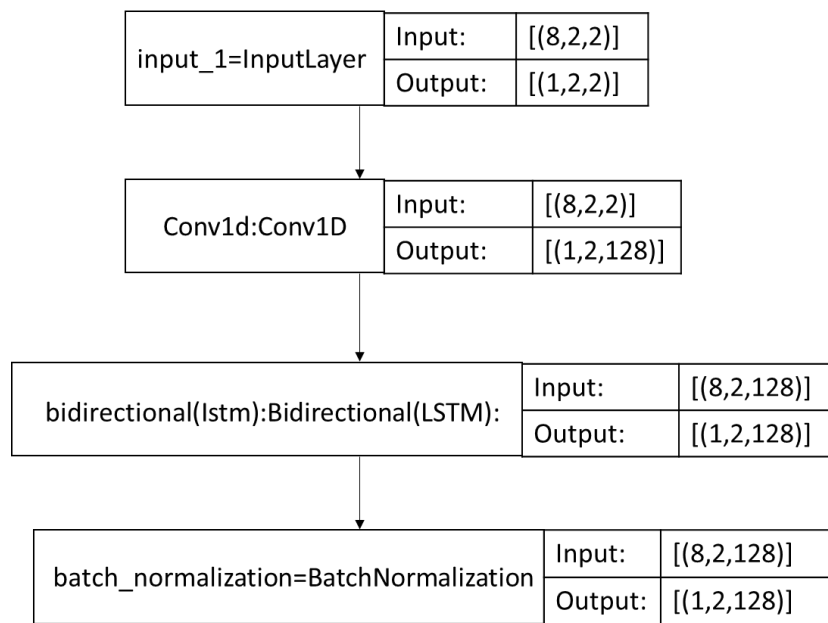 input_1=InputLayer
Input: [(8,2,2)]
Output: [(1,2,2)]
Conv1d:Conv1D
Input: [(8,2,2)]
Output: [(1,2,128)]
bidirectional(lstm):Bidirectional(LSTM):
Input: [(8,2,128)]
Output: [(1,2,128)]
batch_normalization=BatchNormalization
Input: [(8,2,128)]
Output: [(1,2,128)]